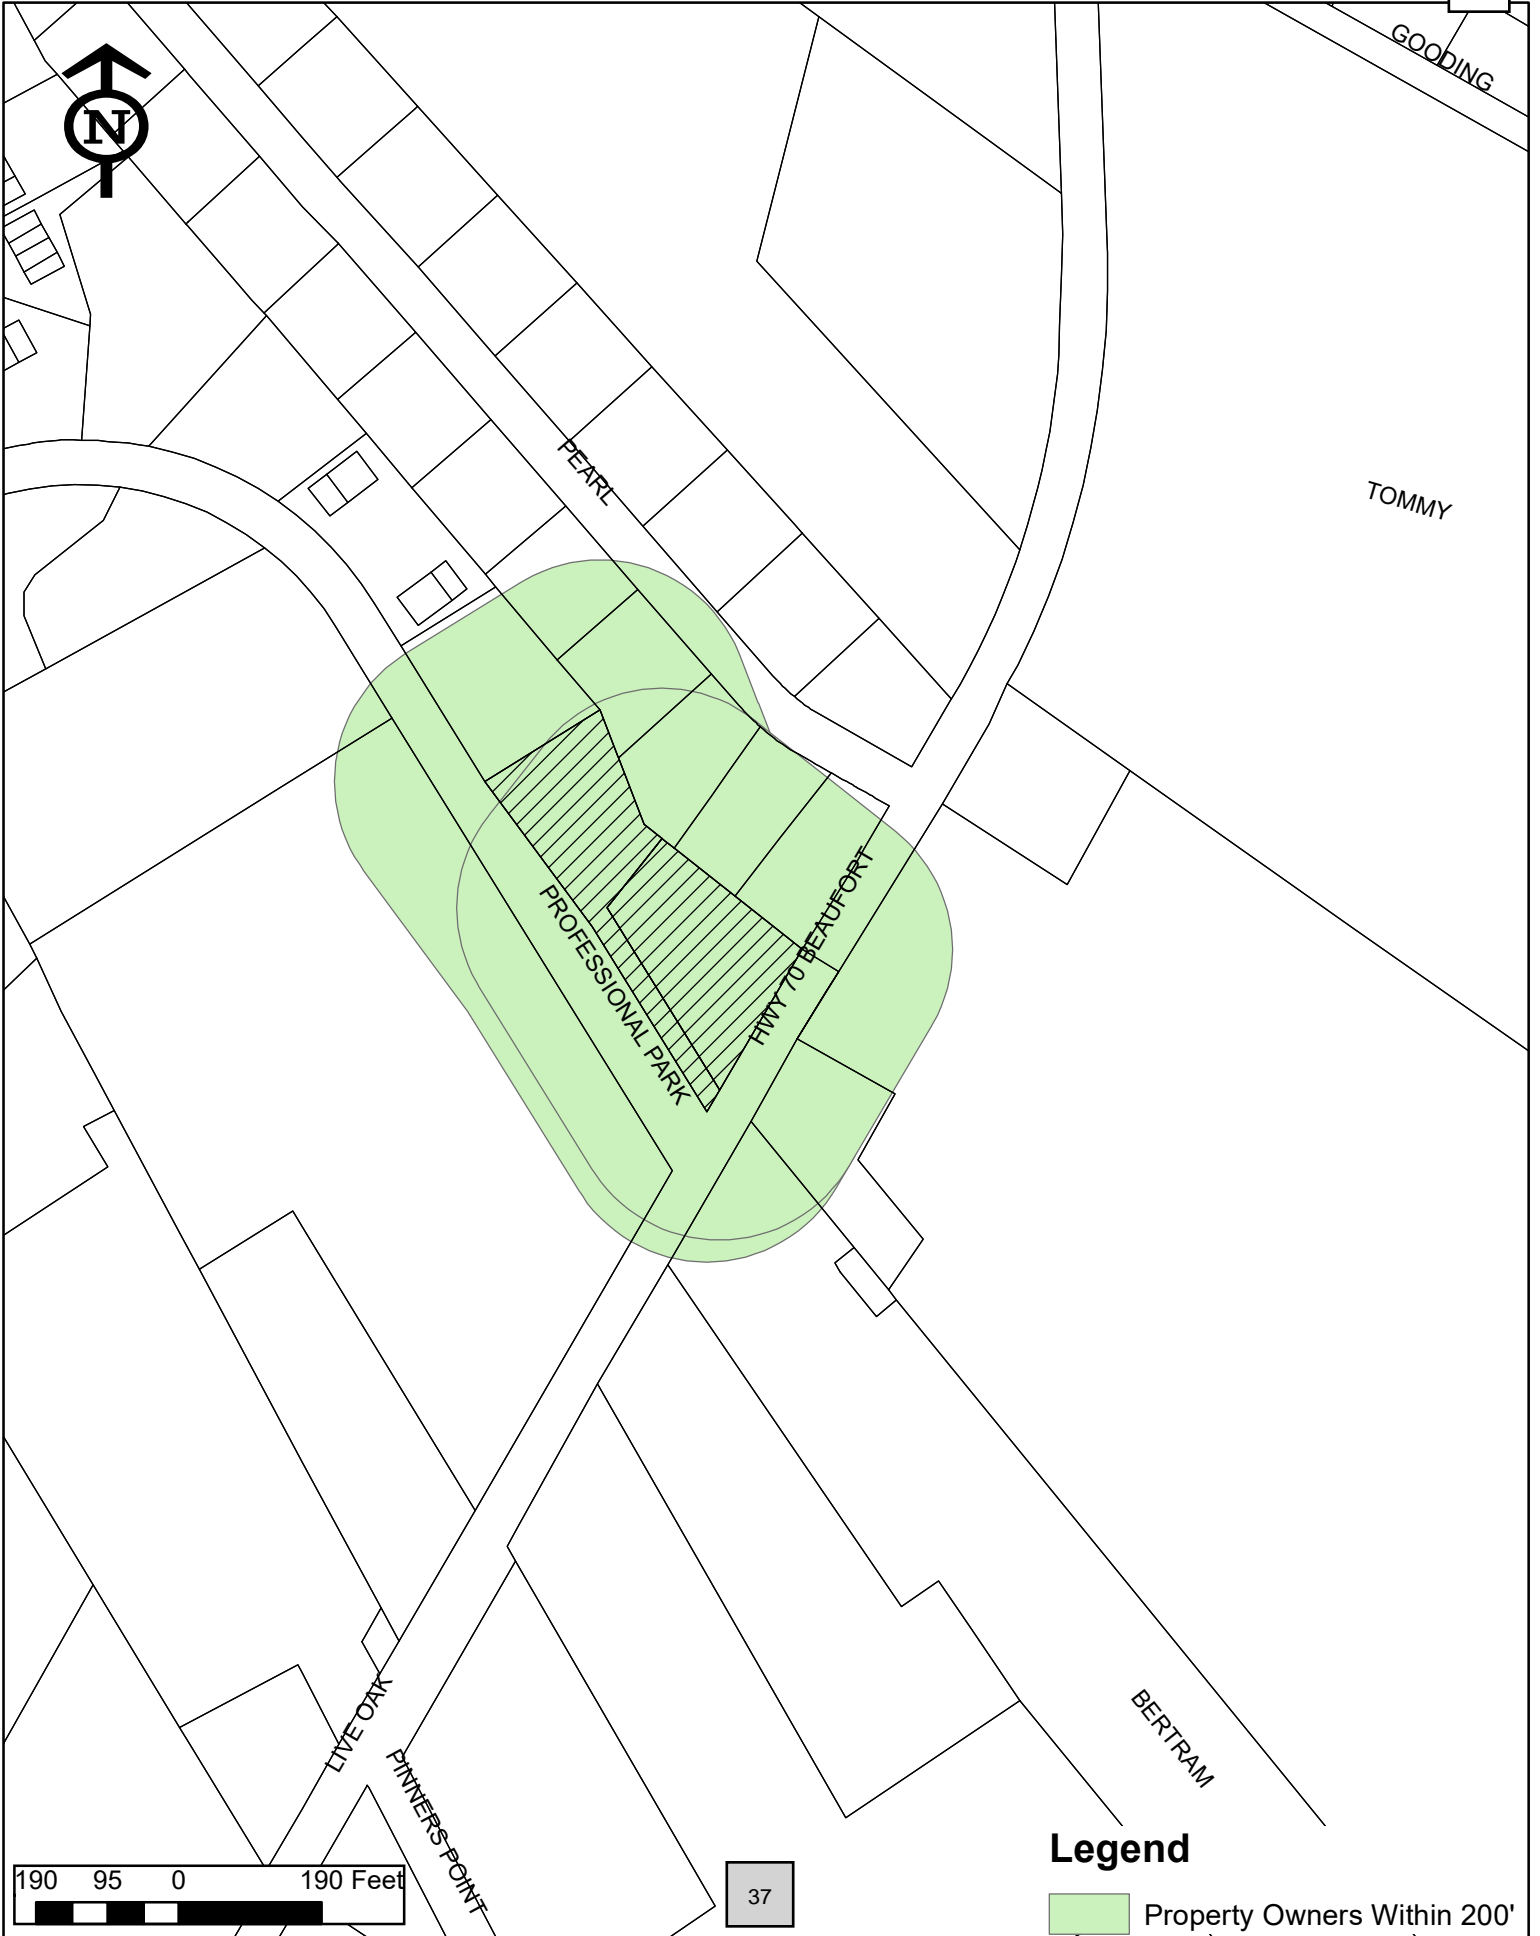 GOODING
N
PEARL
TOMMY
PROFESSIONAL PARK
HWY 70 BEAUFORT
LIVE OAK
PINNERS POINT
BERTRAM
Legend
190 95 0 190 Feet
37
Property Owners Within 200'